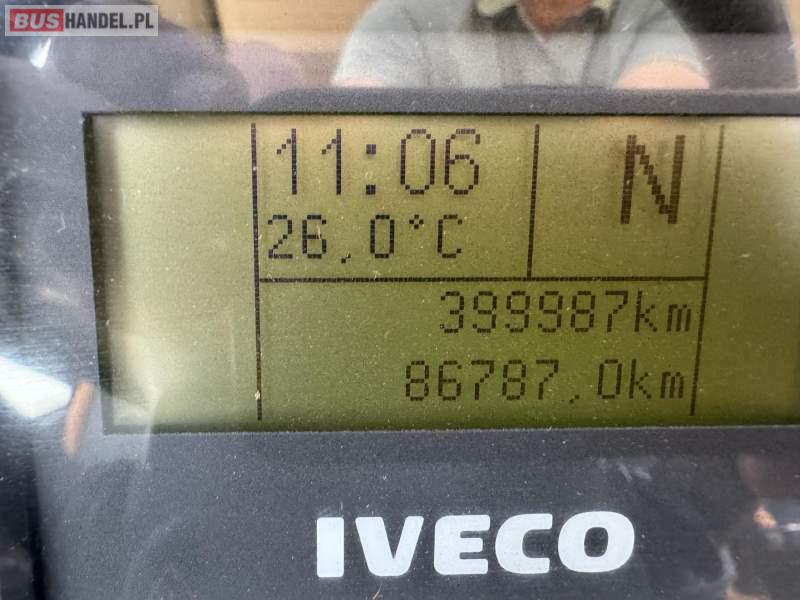 BUSHANDEL.PL
11:06
N
26,0°C
399987km
86787,0km
IVECO